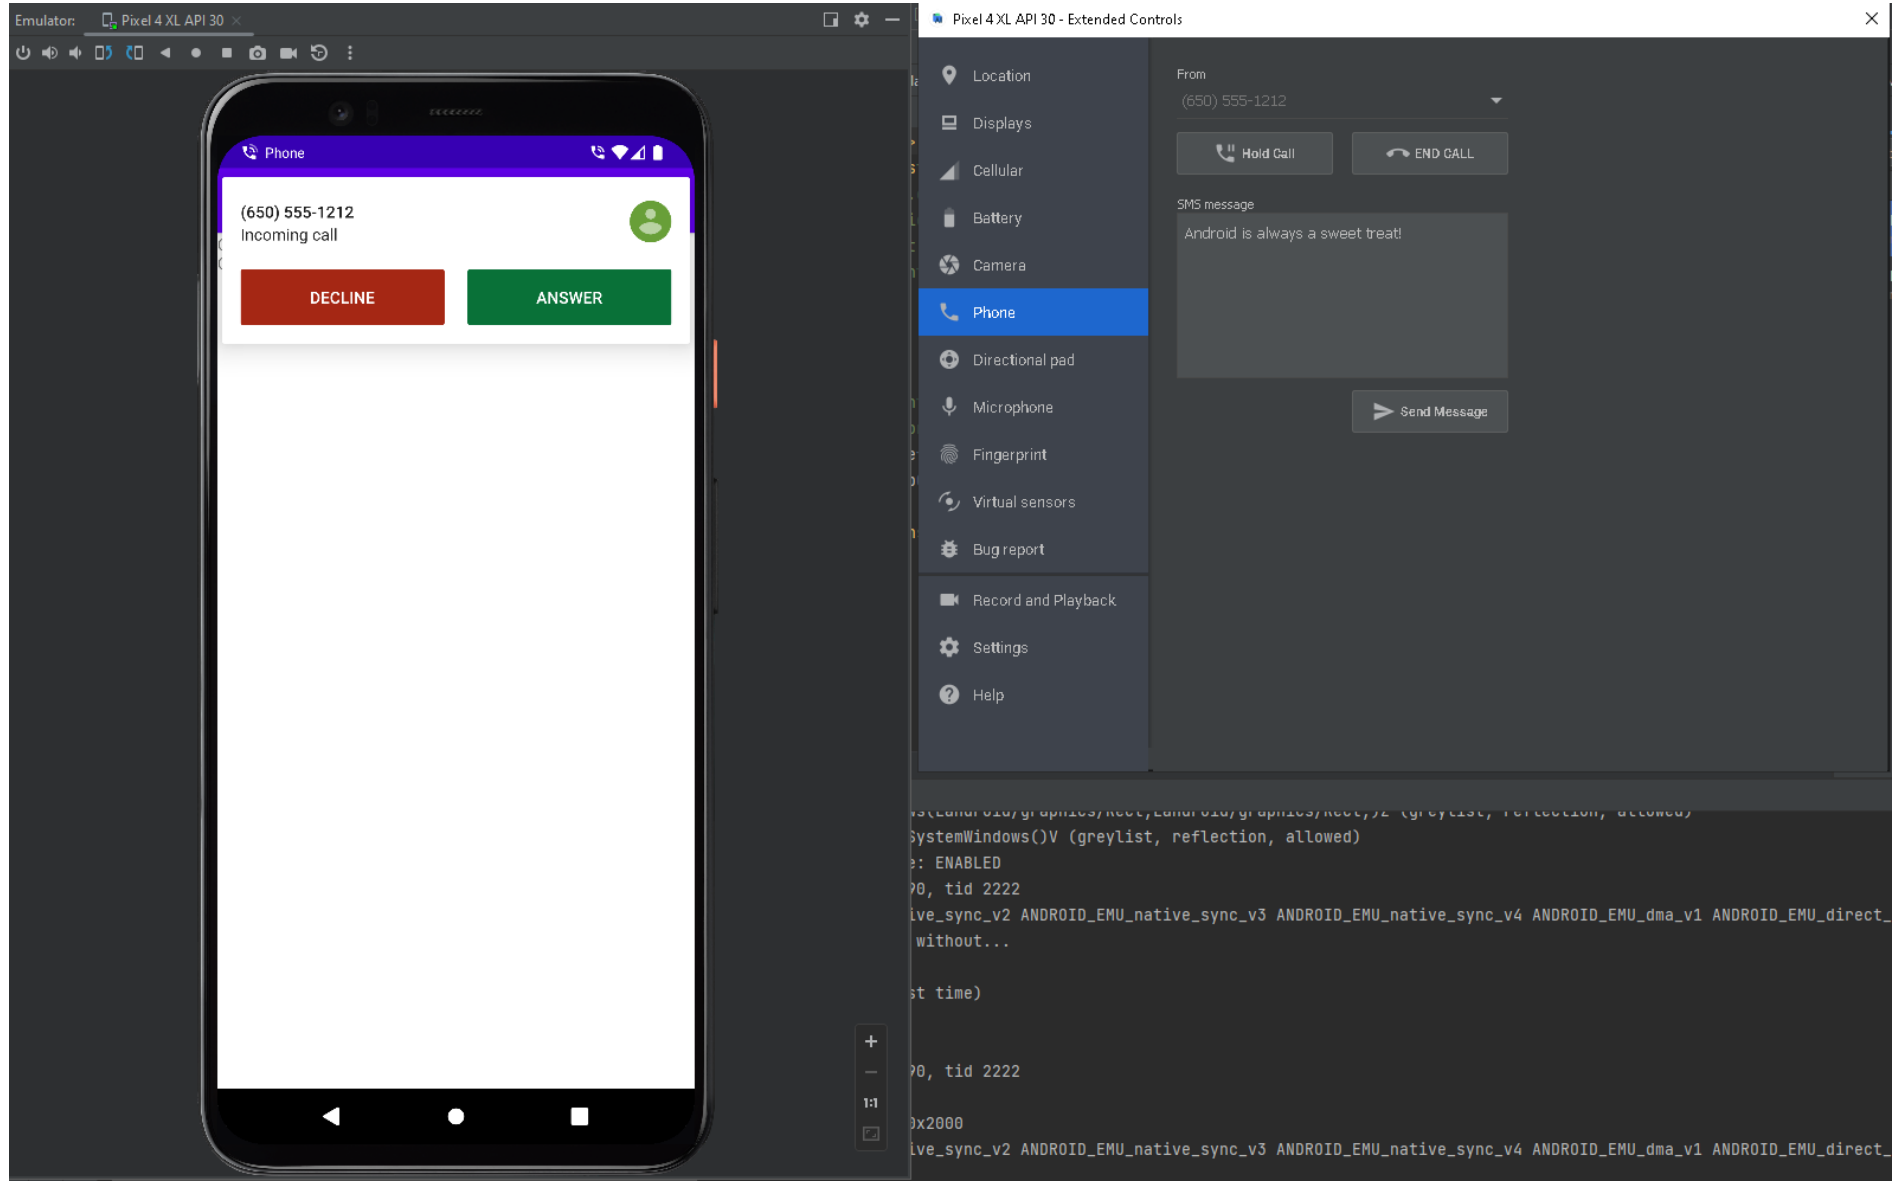 Emulator: Pixel 4 XL API 30
Phone
(650) 555-1212
Incoming call
DECLINE ANSWER
1:1
Pixel 4 XL API 30 - Extended Controls
Location
Displays
Cellular
Battery
Camera
Phone
Directional pad
Microphone
Fingerprint
Virtual sensors
Bug report
Record and Playback
Settings
Help
From
(650) 555-1212
Hold Call END CALL
SMS message
Android is always a sweet treat!
Send Message
SystemWindows()V (greylist, reflection, allowed)
e: ENABLED
90, tid 2222
ive_sync_v2 ANDROID_EMU_native_sync_v3 ANDROID_EMU_native_sync_v4 ANDROID_EMU_dma_v1 ANDROID_EMU_direct_
without...
st time)
90, tid 2222
0x2000
ive_sync_v2 ANDROID_EMU_native_sync_v3 ANDROID_EMU_native_sync_v4 ANDROID_EMU_dma_v1 ANDROID_EMU_direct_